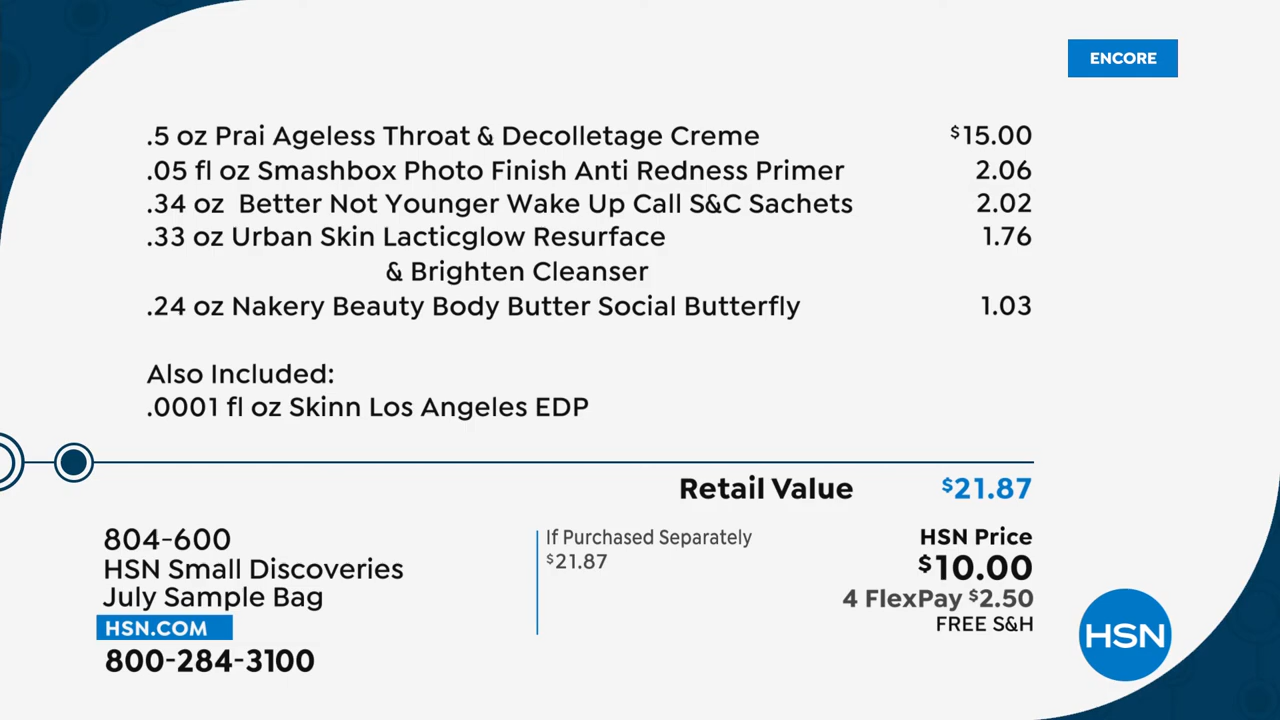 ENCORE
.5 oz Prai Ageless Throat & Decolletage Creme $15.00
.05 fl oz Smashbox Photo Finish Anti Redness Primer 2.06
.34 oz Better Not Younger Wake Up Call S&C Sachets 2.02
.33 oz Urban Skin Lacticglow Resurface 1.76
& Brighten Cleanser
.24 oz Nakery Beauty Body Butter Social Butterfly 1.03
Also Included:
.0001 fl oz Skinn Los Angeles EDP
Retail Value $21.87
804-600
HSN Small Discoveries
July Sample Bag
HSN.COM
800-284-3100
If Purchased Separately
$21.87
HSN Price
$10.00
4 FlexPay $2.50
FREE S&H
HSN